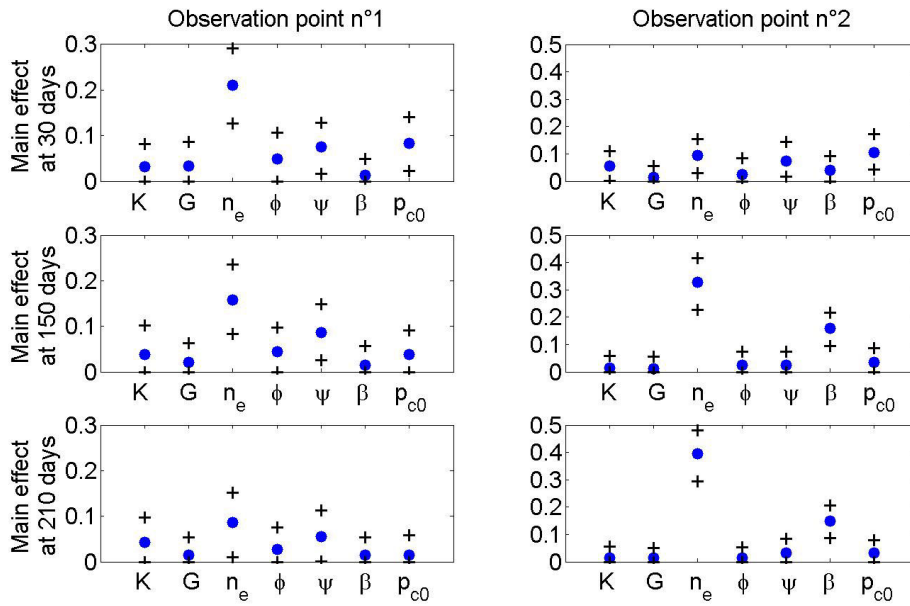 Observation point n°1
Observation point n°2
Main effect
at 30 days
0.3
0.2
0.1
0
K G n_e ϕ ψ β p_c0
0.5
0.4
0.3
0.2
0.1
0
K G n_e ϕ ψ β p_c0
Main effect
at 150 days
0.3
0.2
0.1
0
K G n_e ϕ ψ β p_c0
0.5
0.4
0.3
0.2
0.1
0
K G n_e ϕ ψ β p_c0
Main effect
at 210 days
0.3
0.2
0.1
0
K G n_e ϕ ψ β p_c0
0.5
0.4
0.3
0.2
0.1
0
K G n_e ϕ ψ β p_c0